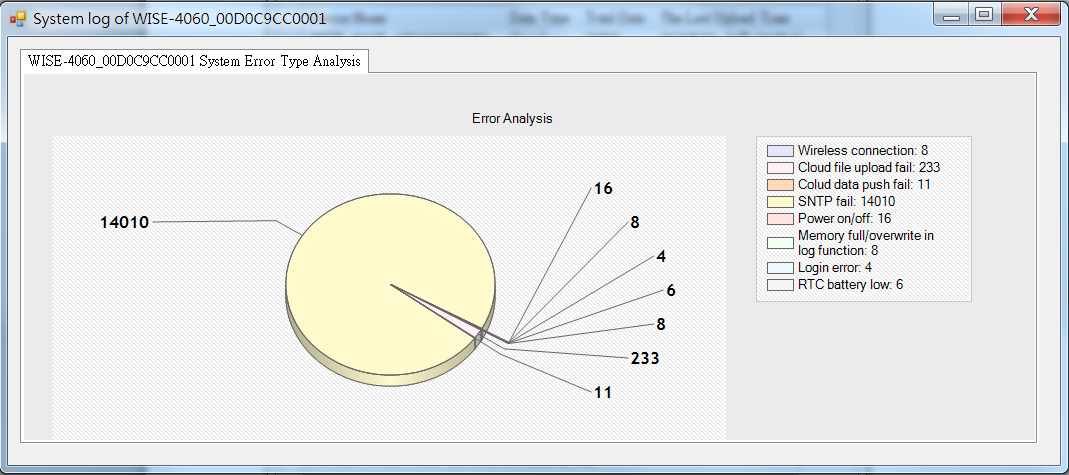 System log of WISE-4060_00D0C9CC0001
WISE-4060_00D0C9CC0001 System Error Type Analysis
Error Analysis
14010
16
8
4
6
8
233
11
Wireless connection: 8
Cloud file upload fail: 233
Colud data push fail: 11
SNTP fail: 14010
Power on/off: 16
Memory full/overwrite in
log function: 8
Login error: 4
RTC battery low: 6